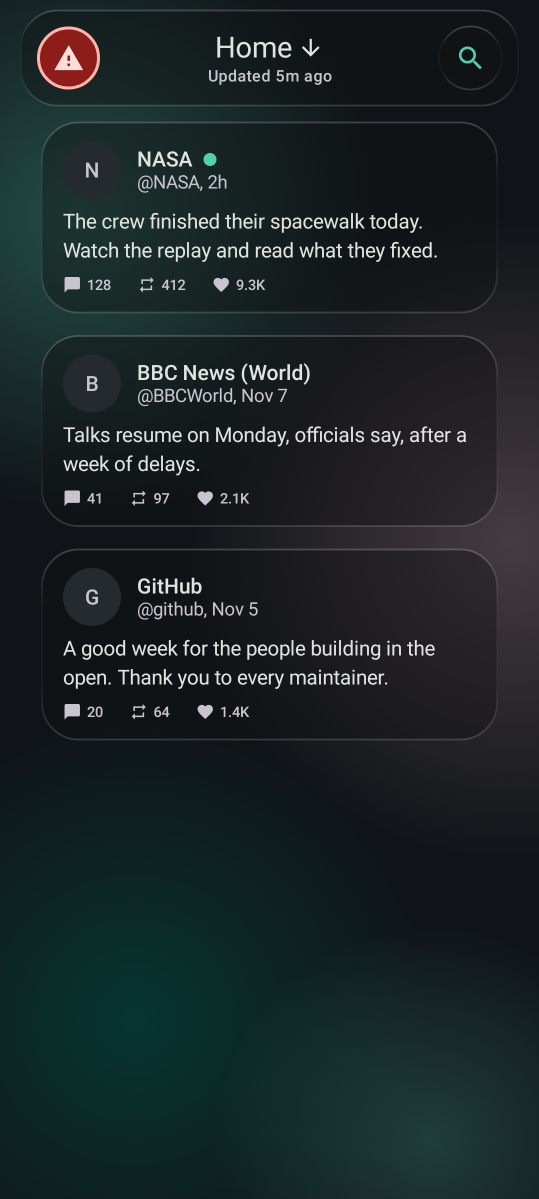 Home
Updated 5m ago
N
NASA
@NASA, 2h
The crew finished their spacewalk today.
Watch the replay and read what they fixed.
128 412 9.3K
B
BBC News (World)
@BBCWorld, Nov 7
Talks resume on Monday, officials say, after a
week of delays.
41 97 2.1K
G
GitHub
@github, Nov 5
A good week for the people building in the
open. Thank you to every maintainer.
20 64 1.4K